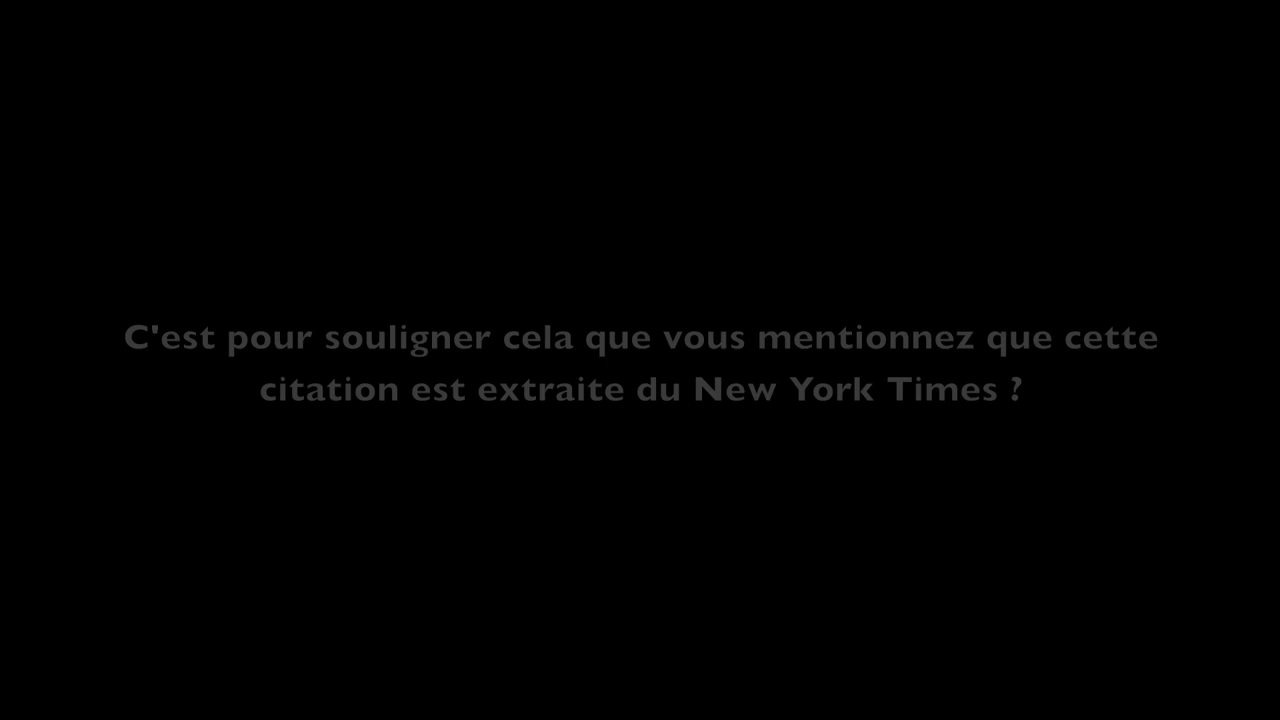 C'est pour souligner cela que vous mentionnez que cette
citation est extraite du New York Times ?